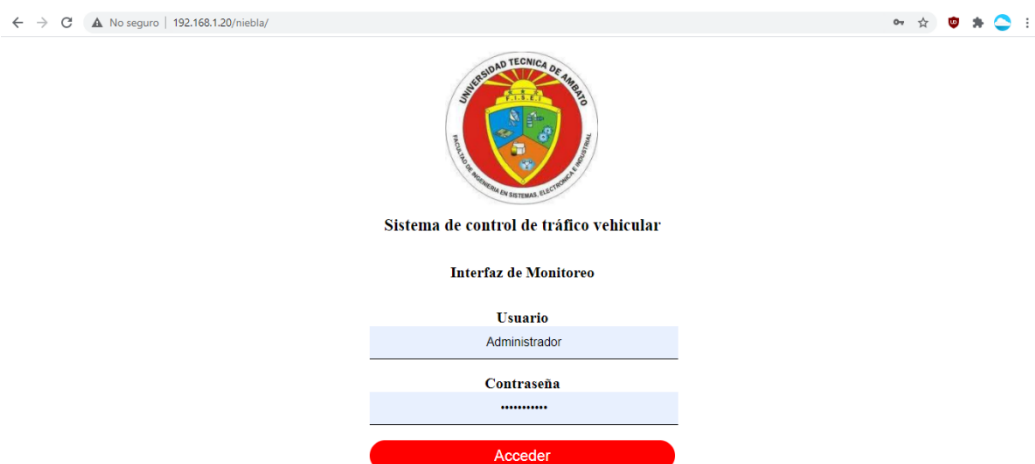 No seguro | 192.168.1.20/niebla/
UNIVERSIDAD TECNICA DE AMBATO
F.I.S.E.I.
FACULTAD DE INGENIERIA EN SISTEMAS, ELECTRONICA E INDUSTRIAL
Sistema de control de tráfico vehicular
Interfaz de Monitoreo
Usuario
Administrador
Contraseña
•••••••••••
Acceder